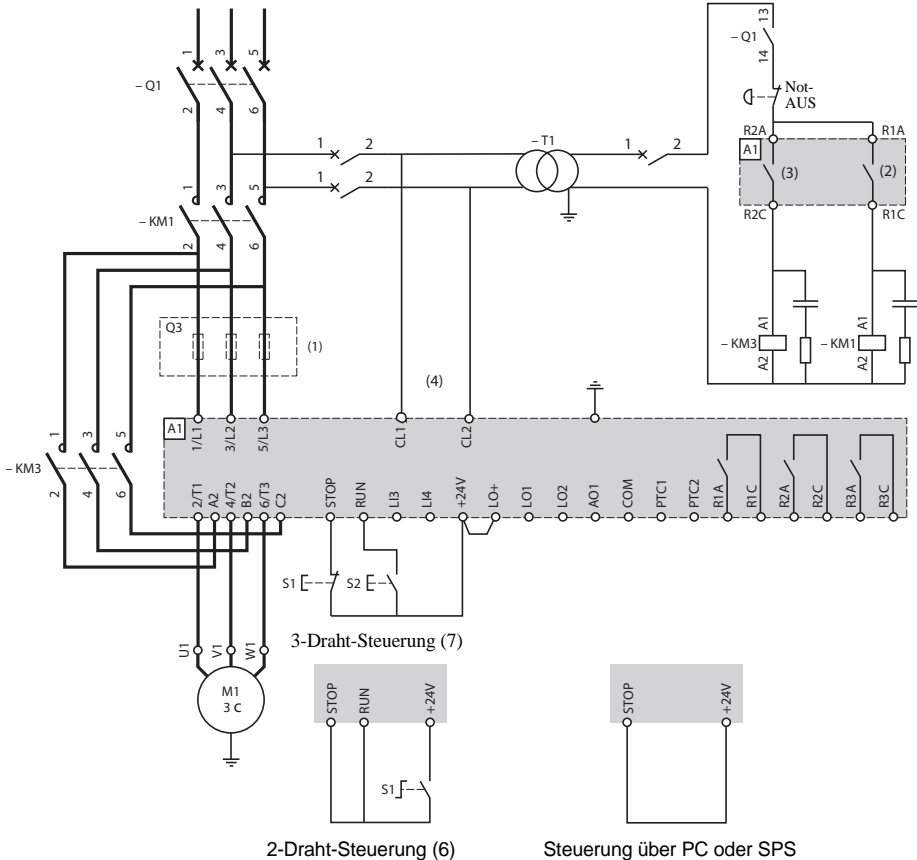 1 3 5
– Q1
2 4 6
1 2
1 2
– T1
1 2
13
– Q1
14
Not-
AUS
R2A R1A
A1
(3) (2)
R2C R1C
1 3 5
– KM1
2 4 6
Q3
(1)
(4)
A1 A1
– KM3 – KM1
A2 A2
A1
1/L1 3/L2 5/L3 CL1 CL2
1 3 5
– KM3
2 4 6
2/T1 A2 4/T2 B2 6/T3 C2 STOP RUN LI3 LI4 +24V LO+ LO1 LO2 AO1 COM PTC1 PTC2 R1A R1C R2A R2C R3A R3C
S1 S2
3-Draht-Steuerung (7)
U1 V1 W1
M1
3 c
STOP RUN +24V
S1
STOP +24V
2-Draht-Steuerung (6) Steuerung über PC oder SPS